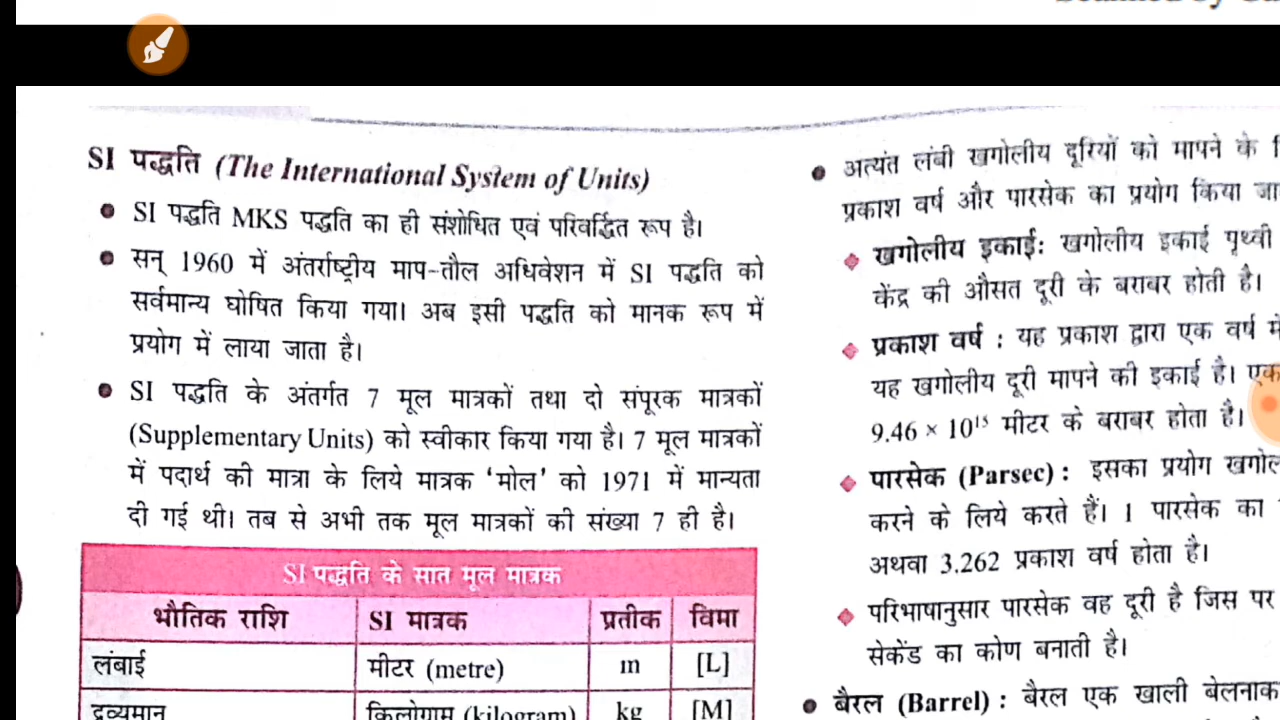 SI पद्धति (The International System of Units)
• SI पद्धति MKS पद्धति का ही संशोधित एवं परिवर्द्धित रूप है।
• सन् 1960 में अंतर्राष्ट्रीय माप-तौल अधिवेशन में SI पद्धति को
सर्वमान्य घोषित किया गया। अब इसी पद्धति को मानक रूप में
प्रयोग में लाया जाता है।
• SI पद्धति के अंतर्गत 7 मूल मात्रकों तथा दो संपूरक मात्रकों
(Supplementary Units) को स्वीकार किया गया है। 7 मूल मात्रकों
में पदार्थ की मात्रा के लिये मात्रक 'मोल' को 1971 में मान्यता
दी गई थी। तब से अभी तक मूल मात्रकों की संख्या 7 ही है।
SI पद्धति के सात मूल मात्रक
भौतिक राशि SI मात्रक प्रतीक विमा
लंबाई मीटर (metre) m [L]
द्रव्यमान किलोग्राम (kilogram) kg [M]
• अत्यंत लंबी खगोलीय दूरियों को मापने के
प्रकाश वर्ष और पारसेक का प्रयोग किया जा
खगोलीय इकाई: खगोलीय इकाई पृथ्वी
केंद्र की औसत दूरी के बराबर होती है।
प्रकाश वर्ष : यह प्रकाश द्वारा एक वर्ष में
यह खगोलीय दूरी मापने की इकाई है। एक
9.46 × 10¹⁵ मीटर के बराबर होता है।
पारसेक (Parsec) : इसका प्रयोग खगोल
करने के लिये करते हैं। 1 पारसेक का
अथवा 3.262 प्रकाश वर्ष होता है।
परिभाषानुसार पारसेक वह दूरी है जिस पर
सेकेंड का कोण बनाती है।
• बैरल (Barrel) : बैरल एक खाली बेलनाक